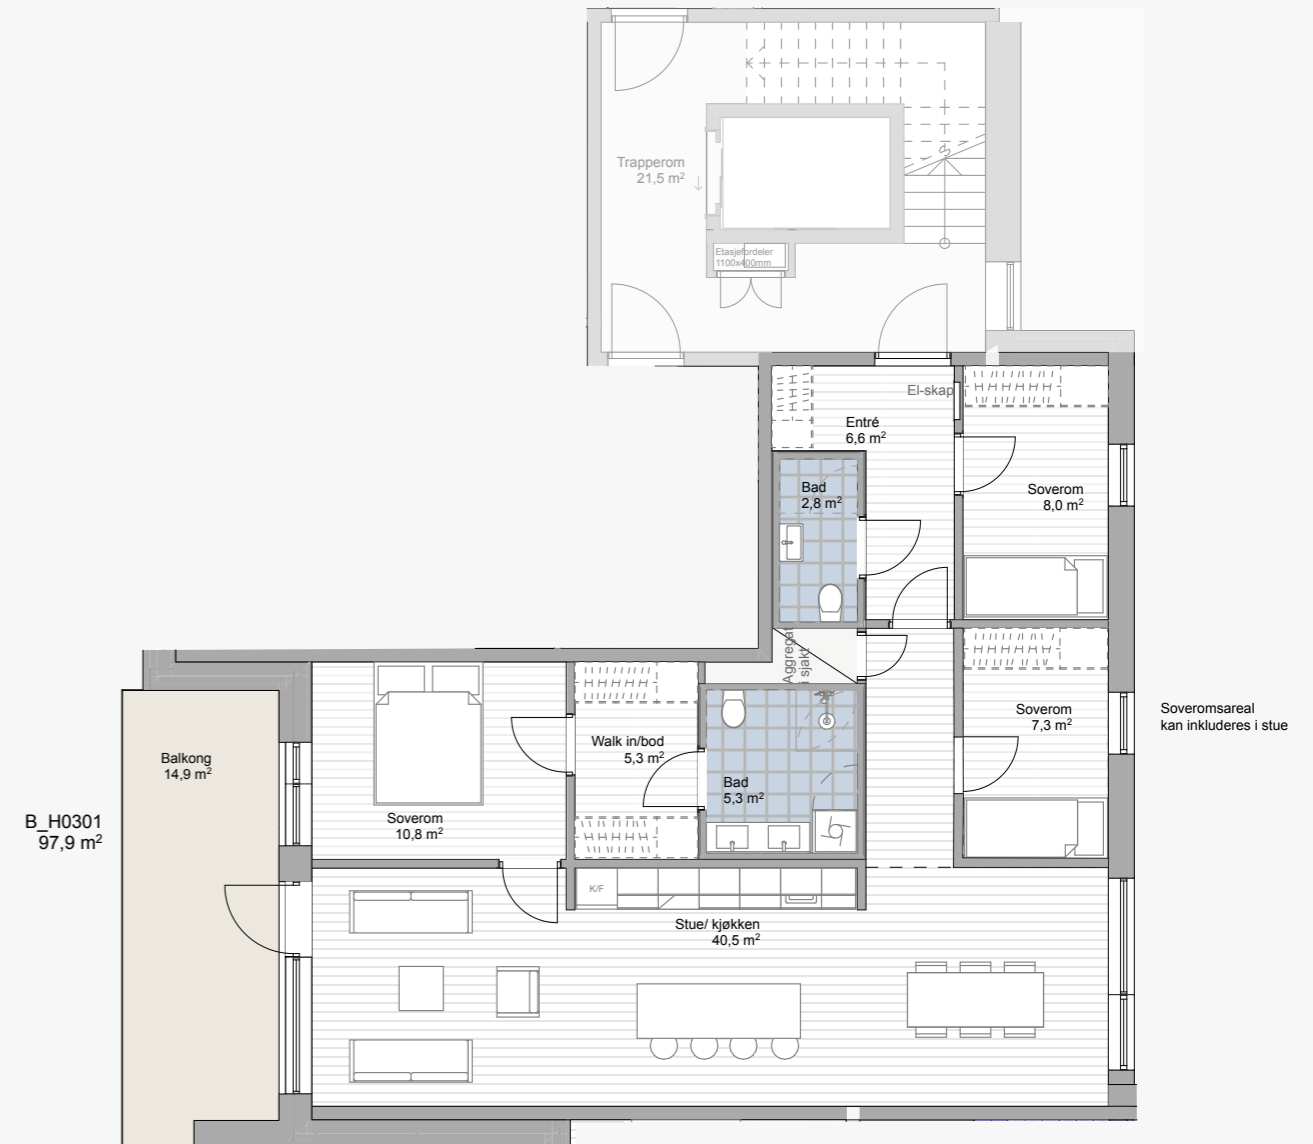 Trapperom
21,5 m²
Etasjefordeler
1100x400mm
El-skap
Entré
6,6 m²
Bad
2,8 m²
Soverom
8,0 m²
Aggregat
i sjakt
Soverom
7,3 m²
Soveromsareal
kan inkluderes i stue
Walk in/bod
5,3 m²
Balkong
14,9 m²
Bad
5,3 m²
Soverom
10,8 m²
B_H0301
97,9 m²
K/F
Stue/ kjøkken
40,5 m²